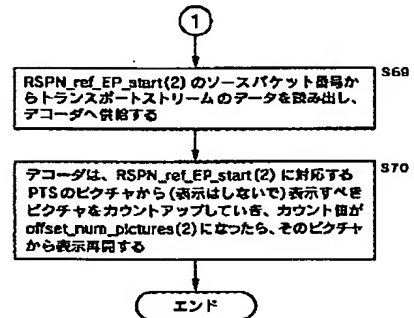 1
S69
RSPN_ref_EP_start(2) のソースパケット番号か
らトランスポートストリームのデータを読み出し、
デコーダへ供給する
S70
デコーダは、RSPN_ref_EP_start(2) に対応する
PTSのピクチャから(表示はしないで)表示すべき
ピクチャをカウントアップしていき、カウント値が
offset_num_pictures(2)になったら、そのピクチャ
から表示再開する
エンド